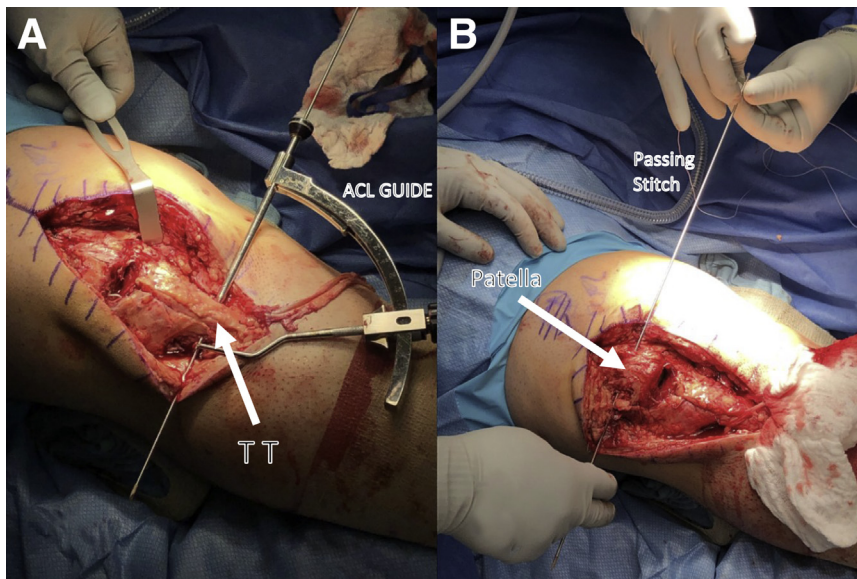 A
ACL GUIDE
T T
B
Passing
Stitch
Patella